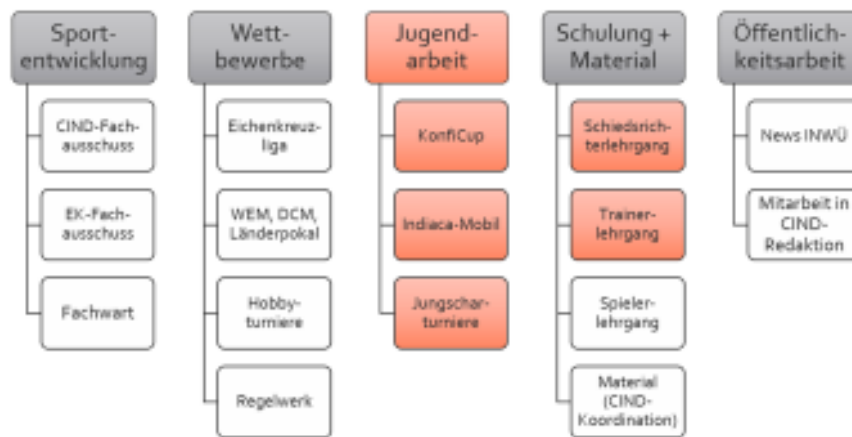 Sport-
entwicklung
CIND-Fach-
ausschuss
EK-Fach-
ausschuss
Fachwart
Wett-
bewerbe
Eichenkreuz-
liga
WEM, DCM,
Länderpokal
Hobby-
turniere
Regelwerk
Jugend-
arbeit
KonfiCup
Indiaca-Mobil
Jungschar-
turniere
Schulung +
Material
Schiedsrich-
terlehrgang
Trainer-
lehrgang
Spieler-
lehrgang
Material
(CIND-
Koordination)
Öffentlich-
keitsarbeit
News INWÜ
Mitarbeit in
CIND-
Redaktion